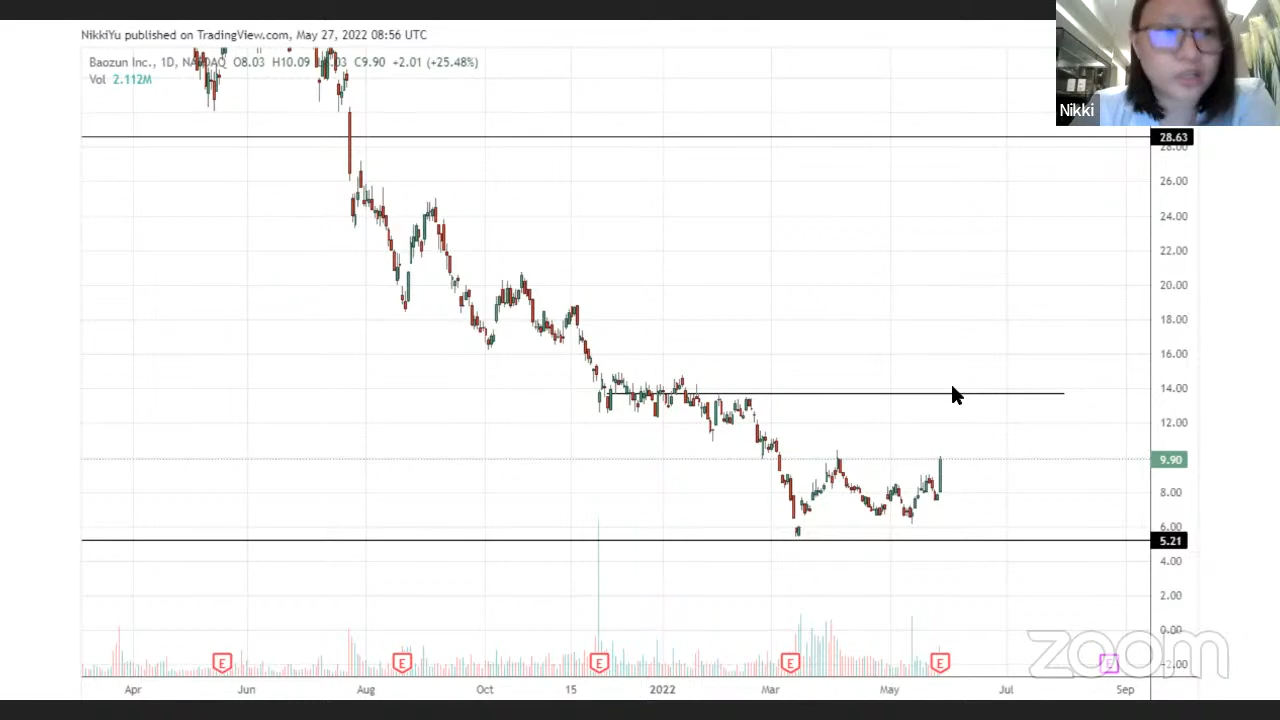 NikkiYu published on TradingView.com, May 27, 2022 08:56 UTC
Baozun Inc., 1D, NASDAQ O8.03 H10.09 C9.90 +2.01 (+25.48%)
Vol 2.112M
Nikki
28.63
28.00
26.00
24.00
22.00
20.00
18.00
16.00
14.00
12.00
9.90
8.00
6.00
5.21
4.00
2.00
0.00
-2.00
E
E
E
E
E
E
zoom
Apr
Jun
Aug
Oct
15
2022
Mar
May
Jul
Sep